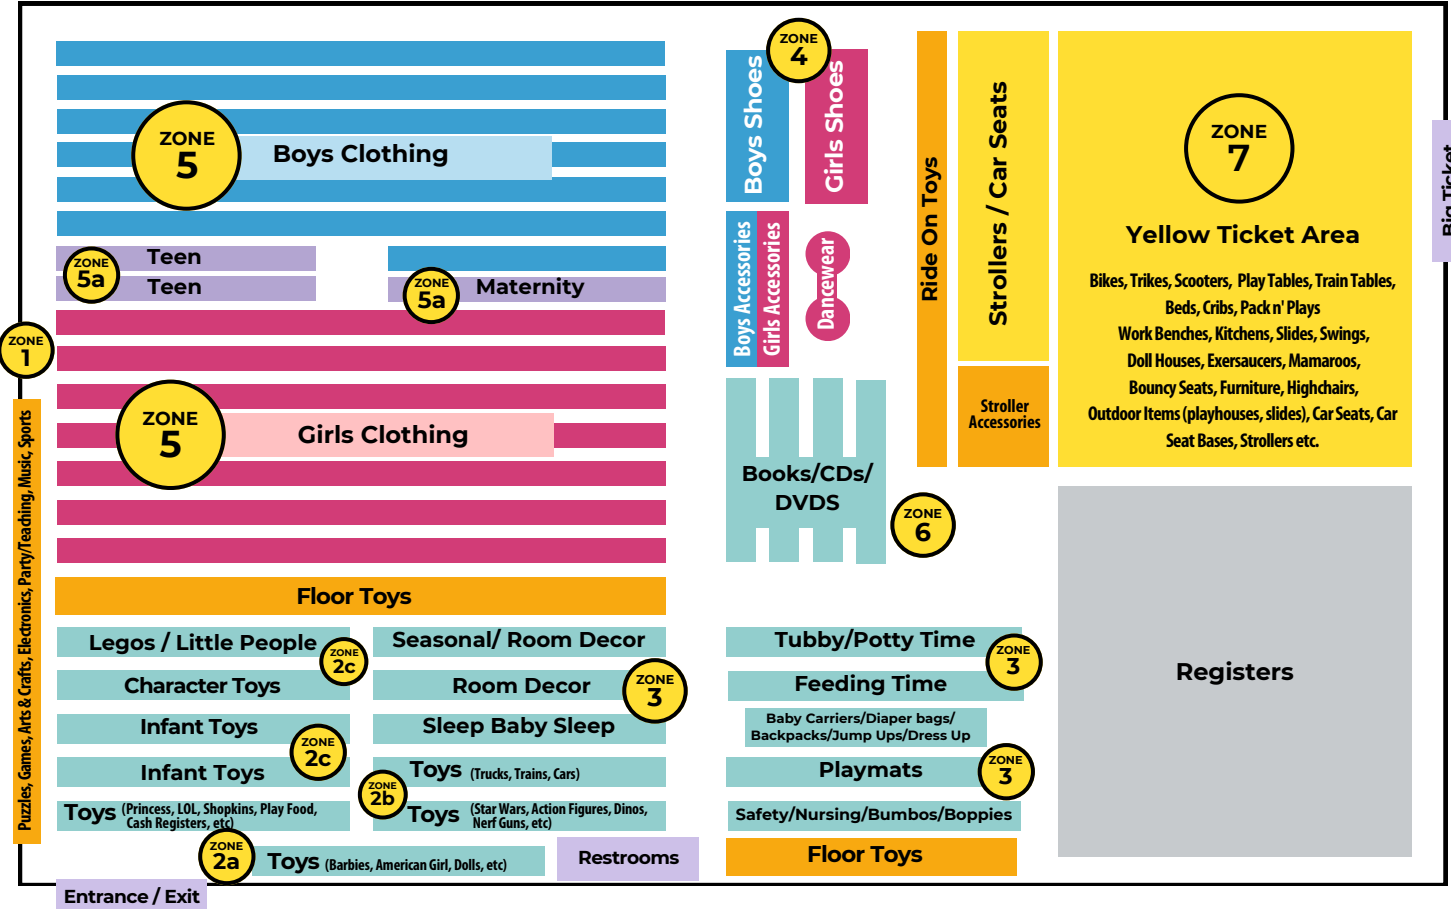 ZONE
5
Boys Clothing
ZONE
5a
Teen
Teen
ZONE
5a
Maternity
ZONE
1
Puzzles, Games, Arts & Crafts, Electronics, Party/Teaching, Music, Sports
ZONE
5
Girls Clothing
Floor Toys
Legos / Little People
ZONE
2c
Character Toys
Infant Toys
ZONE
2c
Infant Toys
Toys (Princess, LOL, Shopkins, Play Food,
Cash Registers, etc)
ZONE
2a
Toys (Barbies, American Girl, Dolls, etc)
Entrance / Exit
Seasonal/ Room Decor
Room Decor
ZONE
3
Sleep Baby Sleep
Toys (Trucks, Trains, Cars)
ZONE
2b
Toys (Star Wars, Action Figures, Dinos,
Nerf Guns, etc)
Restrooms
ZONE
4
Boys Shoes
Girls Shoes
Boys Accessories
Girls Accessories
Dancewear
Books/CDs/
DVDS
ZONE
6
Tubby/Potty Time
ZONE
3
Feeding Time
Baby Carriers/Diaper bags/
Backpacks/Jump Ups/Dress Up
Playmats
ZONE
3
Safety/Nursing/Bumbos/Boppies
Floor Toys
Ride On Toys
Strollers / Car Seats
Stroller
Accessories
ZONE
7
Yellow Ticket Area
Bikes, Trikes, Scooters, Play Tables, Train Tables,
Beds, Cribs, Pack n' Plays
Work Benches, Kitchens, Slides, Swings,
Doll Houses, Exersaucers, Mamaroos,
Bouncy Seats, Furniture, Highchairs,
Outdoor Items (playhouses, slides), Car Seats, Car
Seat Bases, Strollers etc.
Big Ticket
Registers